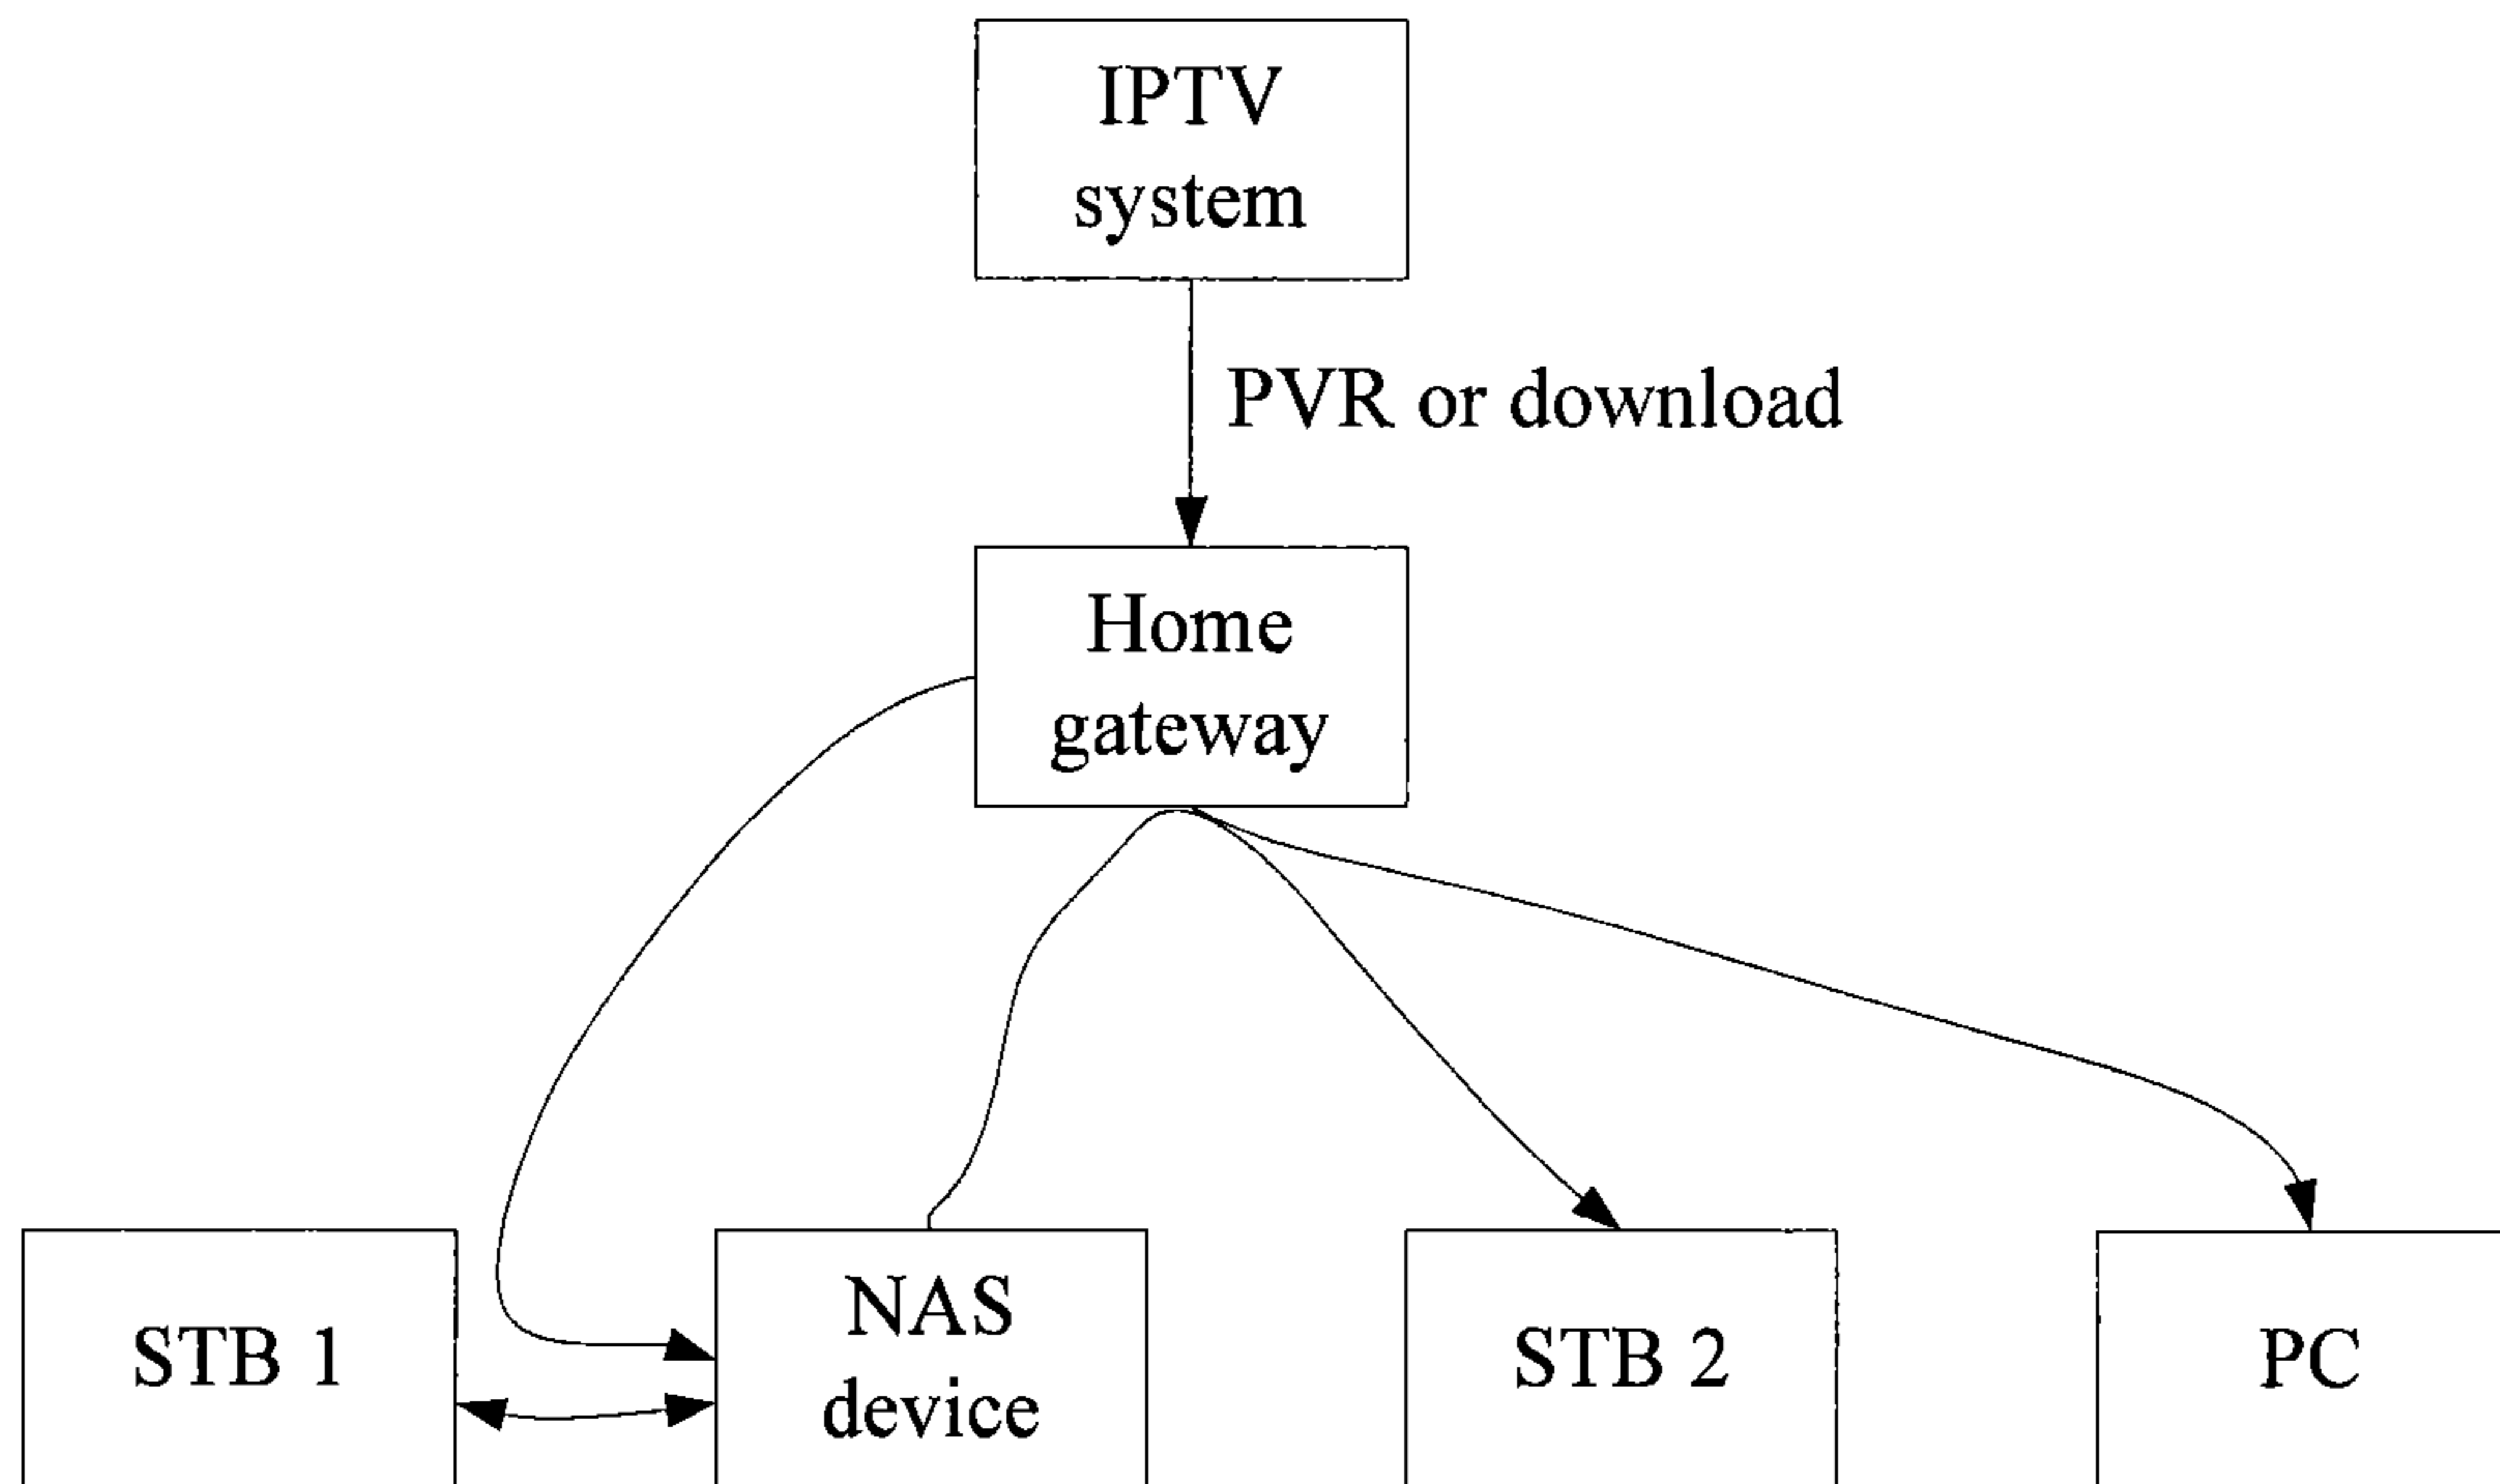 IPTV
system
PVR or download
Home
gateway
STB 1
NAS
device
STB 2
PC